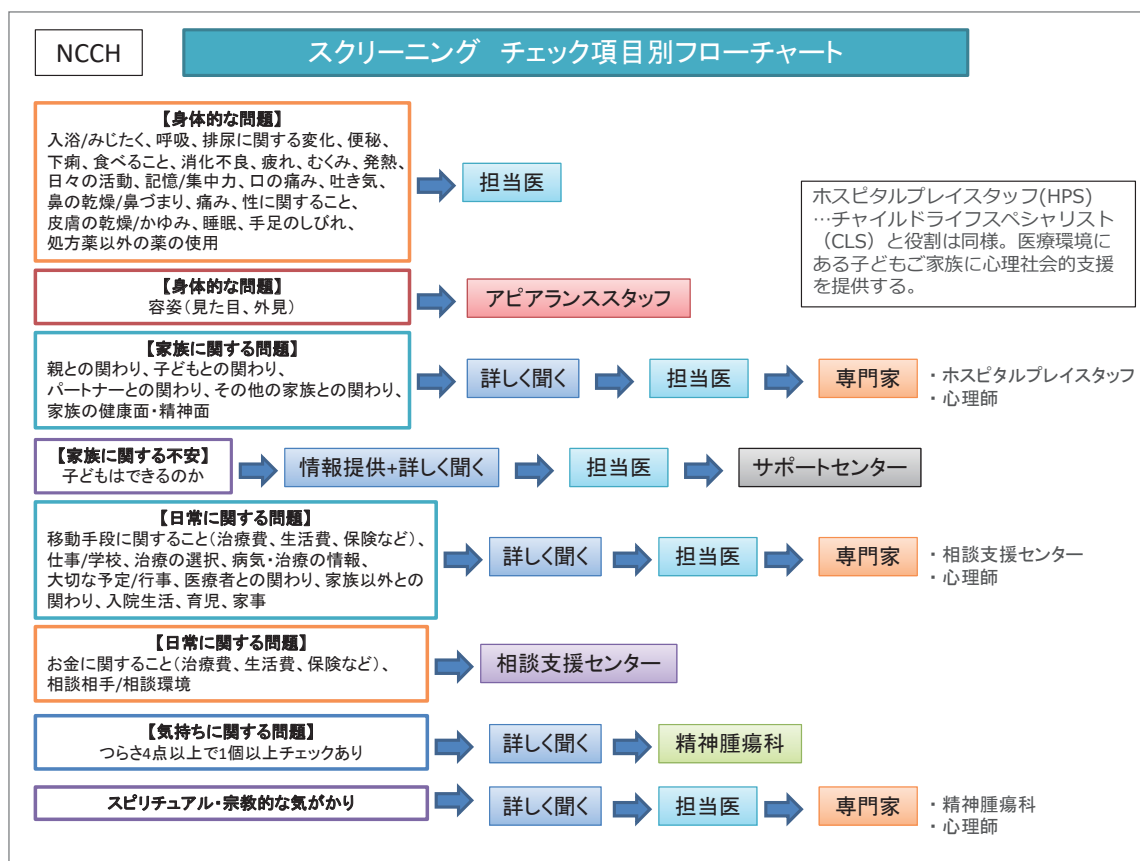 NCCH
スクリーニング チェック項目別フローチャート
【身体的な問題】
入浴/みじたく、呼吸、排尿に関する変化、便秘、
下痢、食べること、消化不良、疲れ、むくみ、発熱、
日々の活動、記憶/集中力、口の痛み、吐き気、
鼻の乾燥/鼻づまり、痛み、性に関すること、
皮膚の乾燥/かゆみ、睡眠、手足のしびれ、
処方薬以外の薬の使用
担当医
ホスピタルプレイスタッフ(HPS)
…チャイルドライフスペシャリスト
（CLS）と役割は同様。医療環境に
ある子どもご家族に心理社会的支援
を提供する。
【身体的な問題】
容姿(見た目、外見)
アピアランススタッフ
【家族に関する問題】
親との関わり、子どもとの関わり、
パートナーとの関わり、その他の家族との関わり、
家族の健康面・精神面
詳しく聞く
担当医
専門家
・ホスピタルプレイスタッフ
・心理師
【家族に関する不安】
子どもはできるのか
情報提供+詳しく聞く
担当医
サポートセンター
【日常に関する問題】
移動手段に関すること(治療費、生活費、保険など)、
仕事/学校、治療の選択、病気・治療の情報、
大切な予定/行事、医療者との関わり、家族以外との
関わり、入院生活、育児、家事
詳しく聞く
担当医
専門家
・相談支援センター
・心理師
【日常に関する問題】
お金に関すること(治療費、生活費、保険など)、
相談相手/相談環境
相談支援センター
【気持ちに関する問題】
つらさ4点以上で1個以上チェックあり
詳しく聞く
精神腫瘍科
スピリチュアル・宗教的な気がかり
詳しく聞く
担当医
専門家
・精神腫瘍科
・心理師